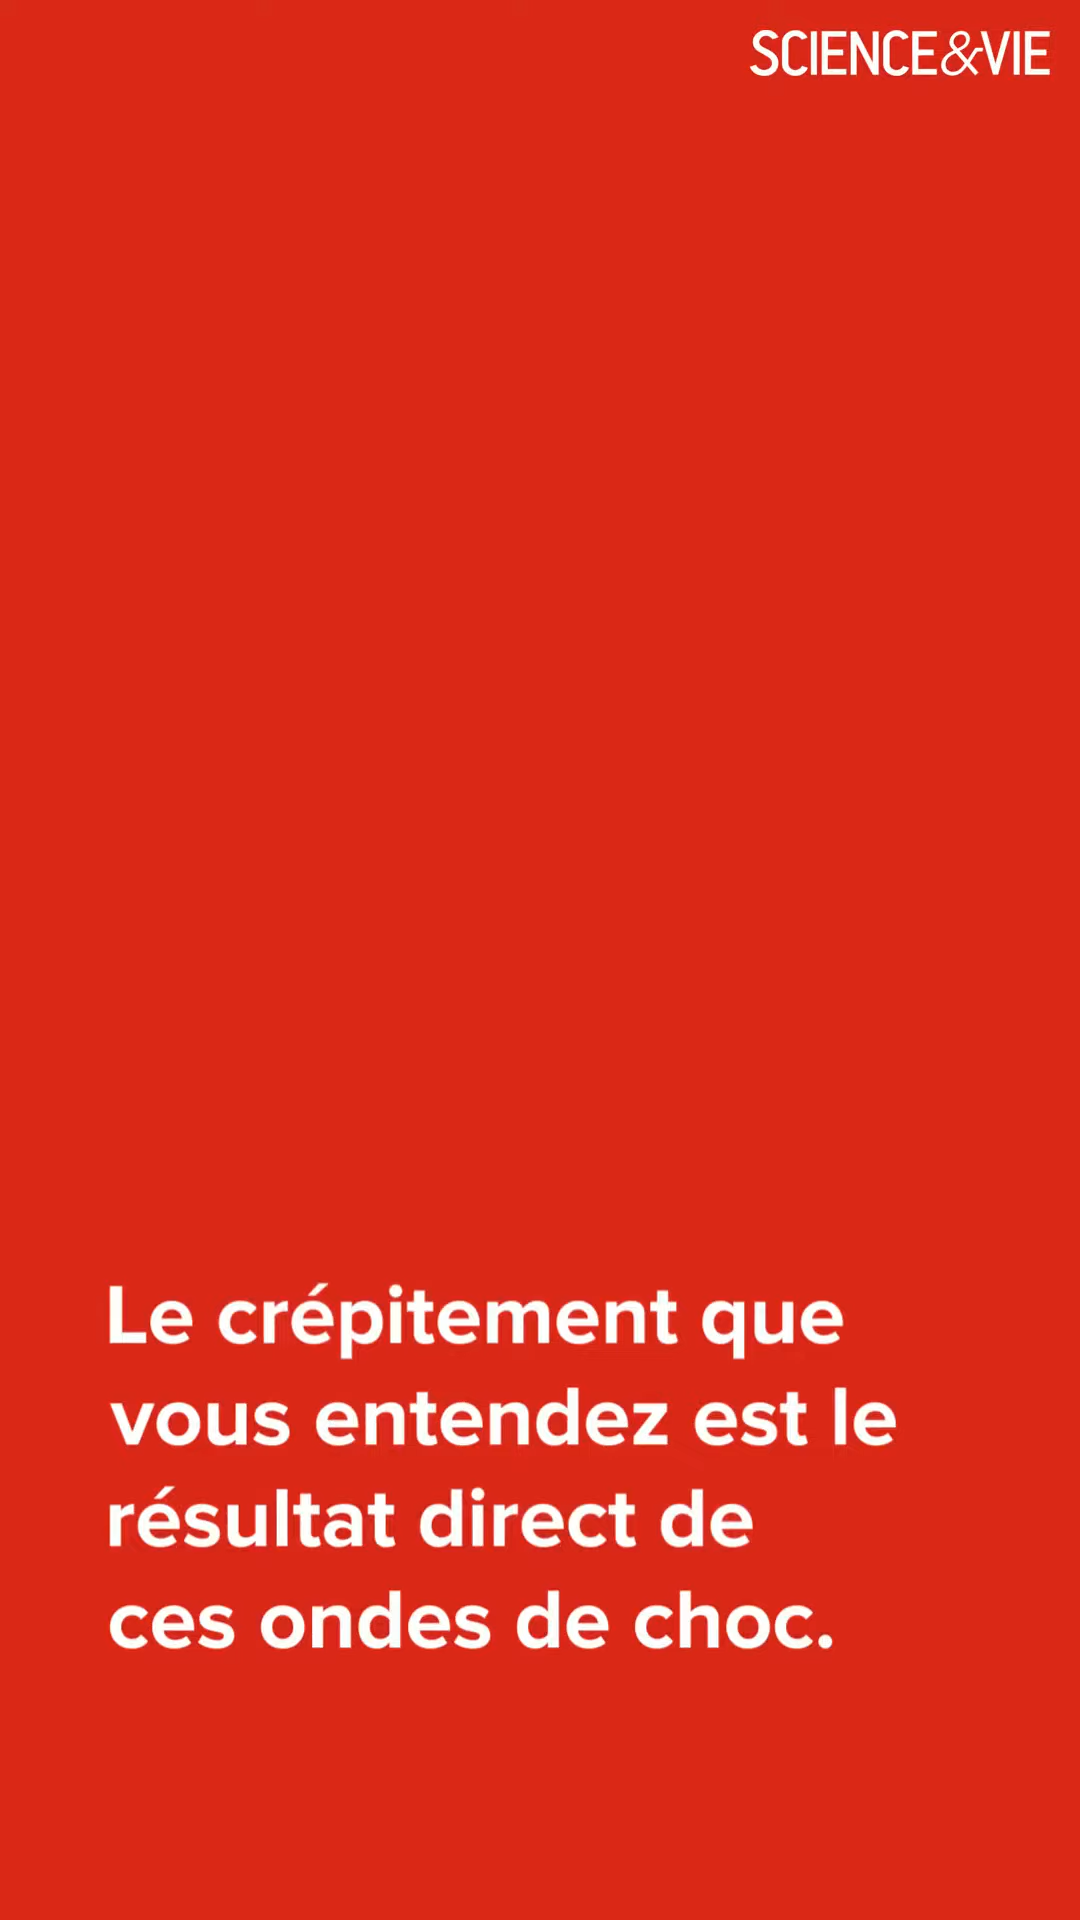 SCIENCE&VIE
Le crépitement que
vous entendez est le
résultat direct de
ces ondes de choc.